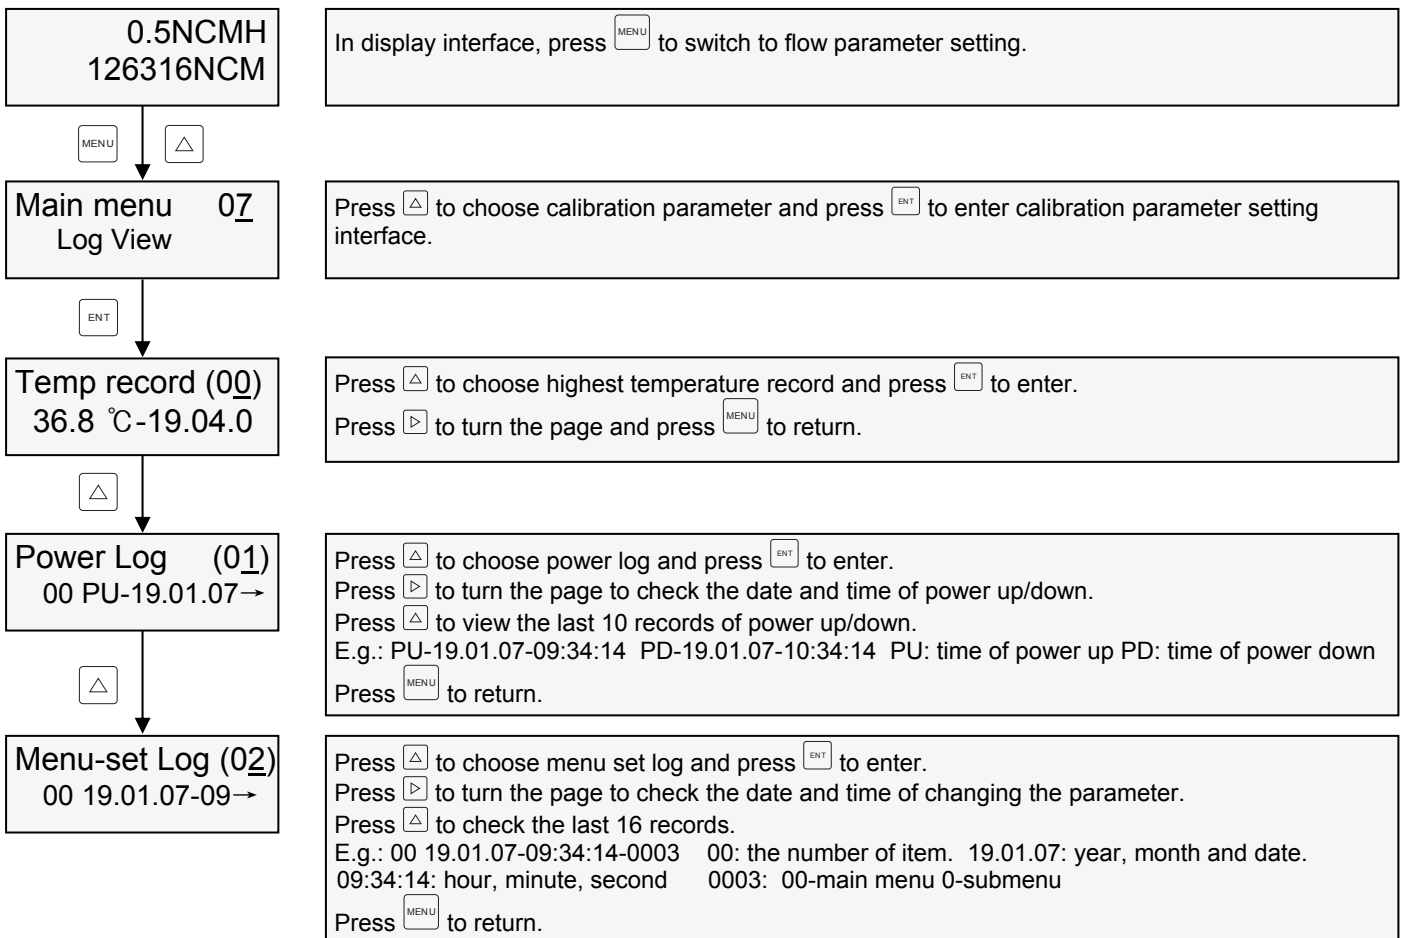 0.5NCMH
126316NCM
In display interface, press MENU to switch to flow parameter setting.
MENU △
Main menu 07
Log View
Press △ to choose calibration parameter and press ENT to enter calibration parameter setting
interface.
ENT
Temp record (00)
36.8 ℃-19.04.0
Press △ to choose highest temperature record and press ENT to enter.
Press ▷ to turn the page and press MENU to return.
△
Power Log (01)
00 PU-19.01.07→
Press △ to choose power log and press ENT to enter.
Press ▷ to turn the page to check the date and time of power up/down.
Press △ to view the last 10 records of power up/down.
E.g.: PU-19.01.07-09:34:14 PD-19.01.07-10:34:14 PU: time of power up PD: time of power down
Press MENU to return.
△
Menu-set Log (02)
00 19.01.07-09→
Press △ to choose menu set log and press ENT to enter.
Press ▷ to turn the page to check the date and time of changing the parameter.
Press △ to check the last 16 records.
E.g.: 00 19.01.07-09:34:14-0003 00: the number of item. 19.01.07: year, month and date.
09:34:14: hour, minute, second 0003: 00-main menu 0-submenu
Press MENU to return.